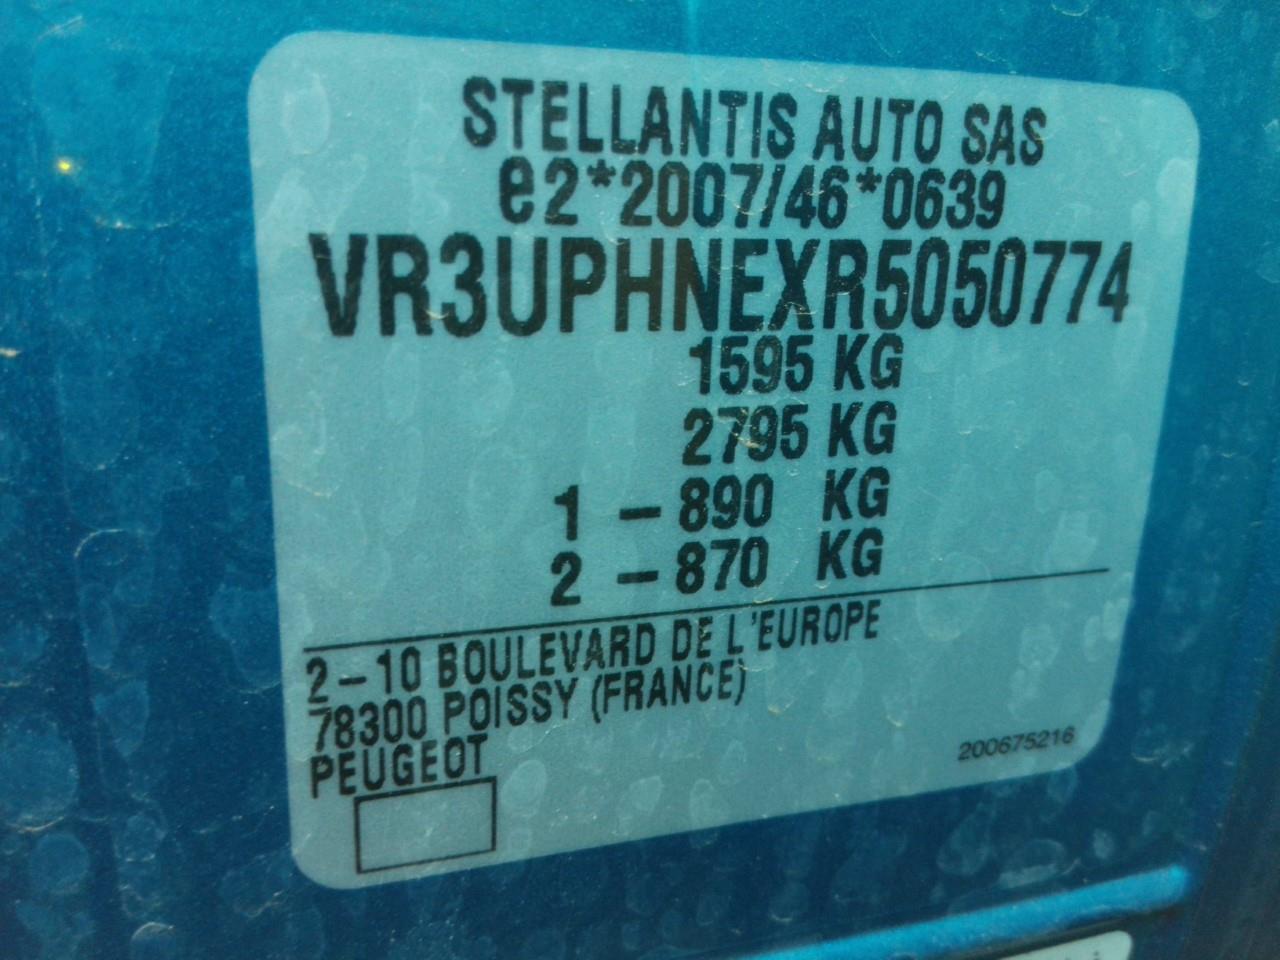 STELLANTIS AUTO SAS
e2*2007/46*0639
VR3UPHNEXR5050774
1595 KG
2795 KG
1 – 890 KG
2 – 870 KG
2–10 BOULEVARD DE L'EUROPE
78300 POISSY (FRANCE)
PEUGEOT
200675216